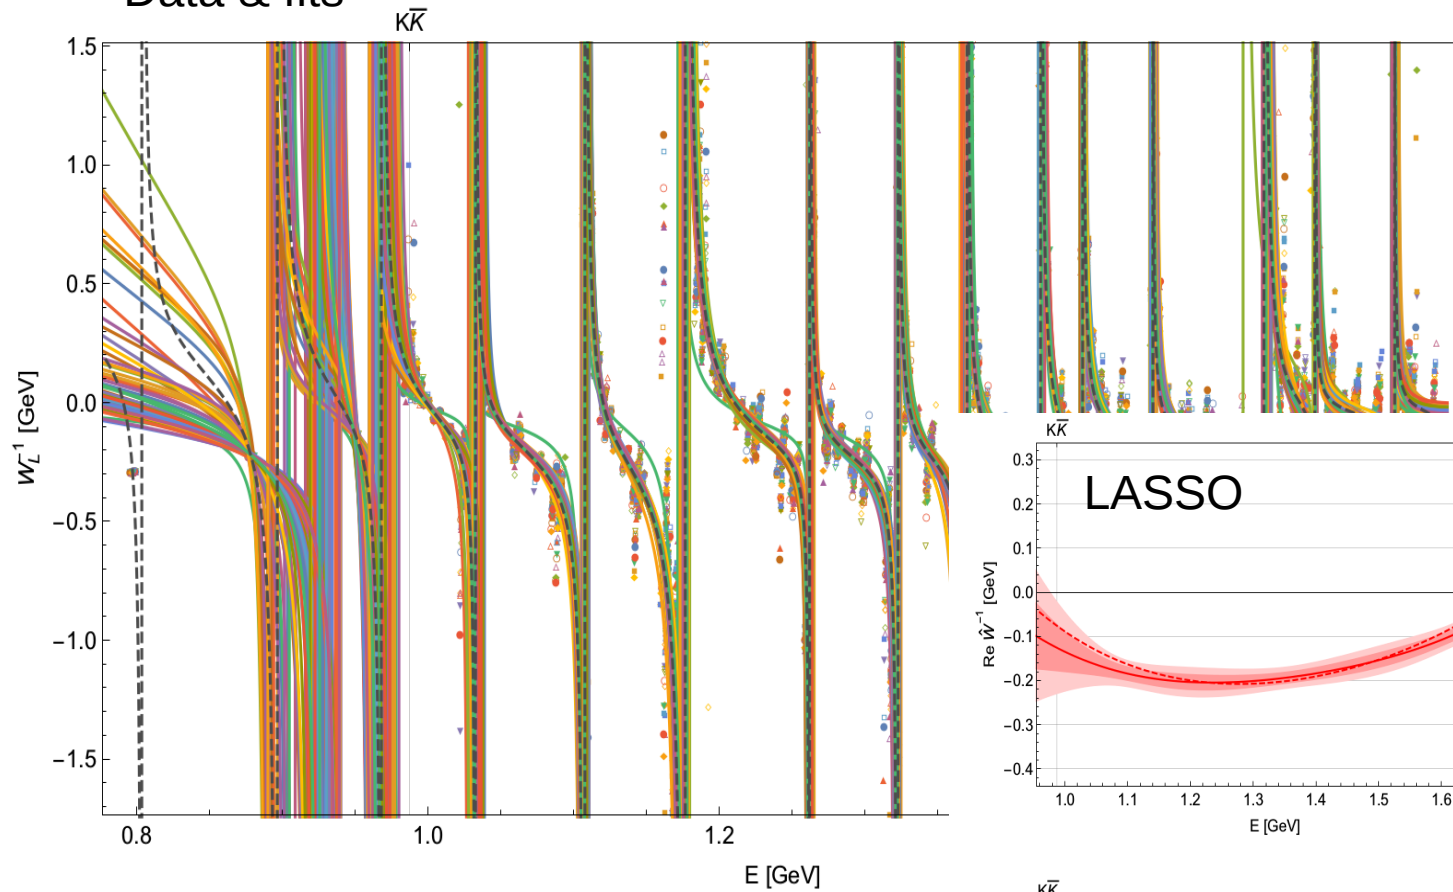 Data & fits
KK̅
1.5
1.0
0.5
0.0
−0.5
−1.0
−1.5
W_L^{-1} [GeV]
0.8
1.0
1.2
E [GeV]
KK̅
LASSO
0.3
0.2
0.1
0.0
−0.1
−0.2
−0.3
−0.4
Re Ŵ^{-1} [GeV]
1.0
1.1
1.2
1.3
1.4
1.5
1.6
E [GeV]
KK̅